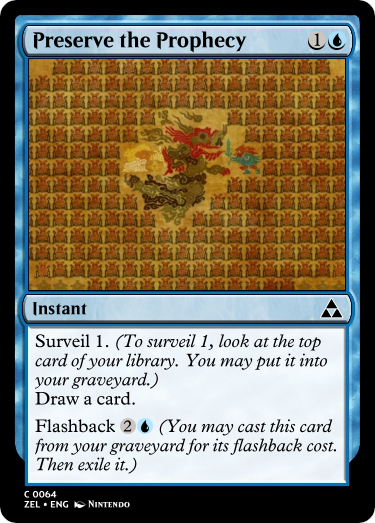 Preserve the Prophecy 1
Instant
Surveil 1. (To surveil 1, look at the top
card of your library. You may put it into
your graveyard.)
Draw a card.
Flashback 2 (You may cast this card
from your graveyard for its flashback cost.
Then exile it.)
C 0064
ZEL • ENG Nintendo